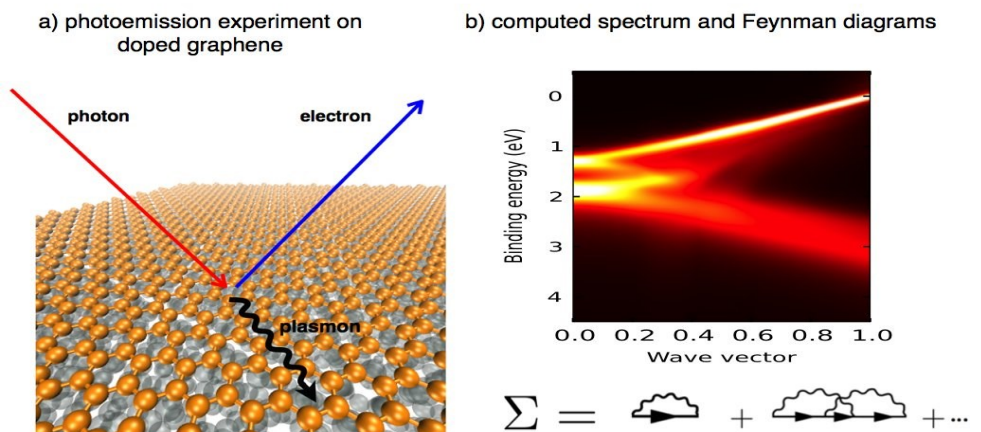 a) photoemission experiment on
doped graphene
photon
electron
plasmon
b) computed spectrum and Feynman diagrams
Binding energy (eV)
0
1
2
3
4
0.0 0.2 0.4 0.6 0.8 1.0
Wave vector
Σ = + + ...